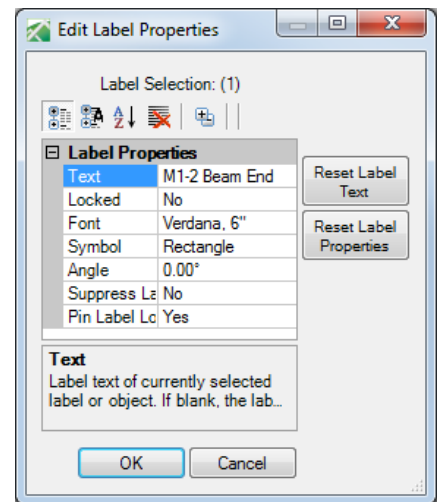 Edit Label Properties
Label Selection: (1)
Label Properties
Text M1-2 Beam End
Locked No
Font Verdana, 6"
Symbol Rectangle
Angle 0.00°
Suppress La No
Pin Label Lo Yes
Reset Label
Text
Reset Label
Properties
Text
Label text of currently selected
label or object. If blank, the lab...
OK Cancel